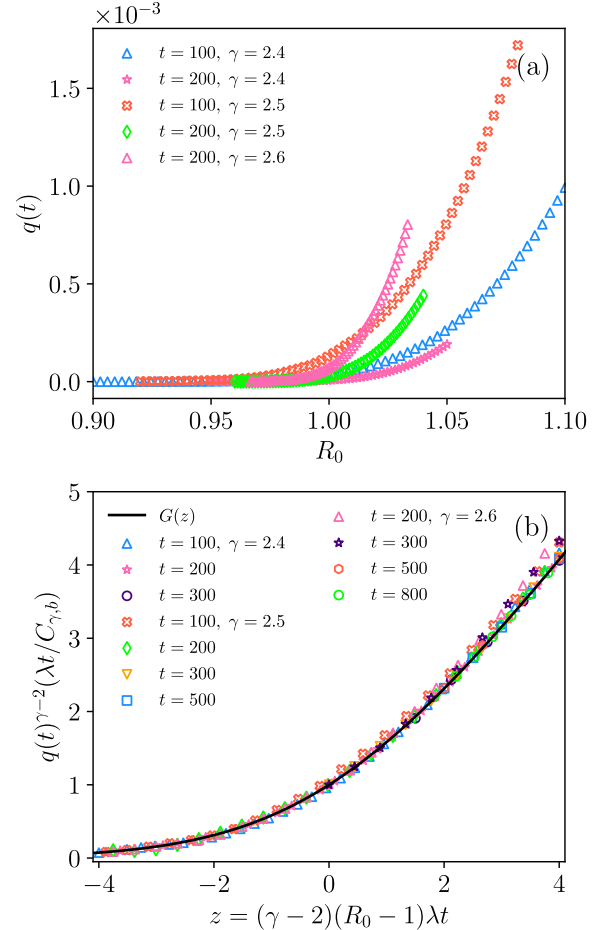 ×10⁻³
(a)
t = 100, γ = 2.4
t = 200, γ = 2.4
t = 100, γ = 2.5
t = 200, γ = 2.5
t = 200, γ = 2.6
q(t)
1.5
1.0
0.5
0.0
0.90 0.95 1.00 1.05 1.10
R₀
(b)
G(z)
t = 100, γ = 2.4
t = 200
t = 300
t = 100, γ = 2.5
t = 200
t = 300
t = 500
t = 200, γ = 2.6
t = 300
t = 500
t = 800
q(t)^{γ−2}(λt/C_{γ,b})
5
4
3
2
1
0
−4 −2 0 2 4
z = (γ − 2)(R₀ − 1)λt